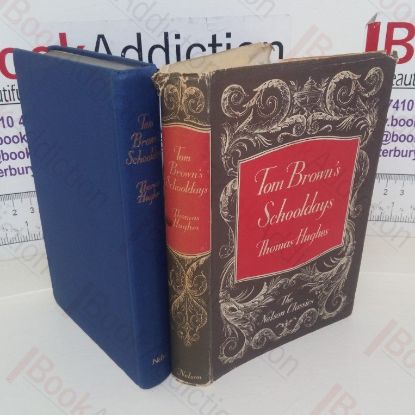 BookAddiction
Tom
Brown's
Schooldays
Thomas
Hughes
Tom
Brown's
Schooldays
Thomas
Hughes
Nelson
Tom Brown's
Schooldays
Thomas Hughes
The
Nelson Classics